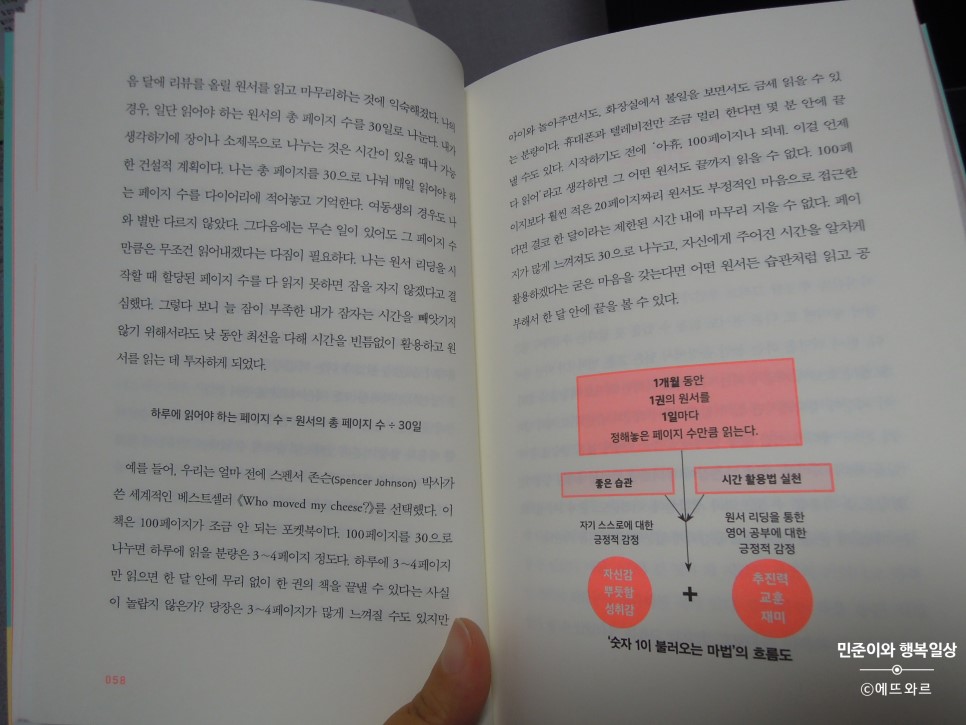 음 달에 리뷰를 올릴 원서를 읽고 마무리하는 것에 익숙해졌다. 나의
경우, 일단 읽어야 하는 원서의 총 페이지 수를 30일로 나눈다. 내가
생각하기에 장이나 소제목으로 나누는 것은 시간이 있을 때나 가능
한 건설적 계획이다. 나는 총 페이지를 30으로 나눠 매일 읽어야 하
는 페이지 수를 다이어리에 적어놓고 기억한다. 여동생의 경우도 나
와 별반 다르지 않았다. 그다음에는 무슨 일이 있어도 그 페이지 수
만큼은 무조건 읽어내겠다는 다짐이 필요하다. 나는 원서 리딩을 시
작할 때 할당된 페이지 수를 다 읽지 못하면 잠을 자지 않겠다고 결
심했다. 그렇다 보니 늘 잠이 부족한 내가 잠자는 시간을 빼앗기지
않기 위해서라도 낮 동안 최선을 다해 시간을 빈틈없이 활용하고 원
서를 읽는 데 투자하게 되었다.
하루에 읽어야 하는 페이지 수 = 원서의 총 페이지 수 ÷ 30일
예를 들어, 우리는 얼마 전에 스펜서 존슨(Spencer Johnson) 박사가
쓴 세계적인 베스트셀러 《Who moved my cheese?》를 선택했다. 이
책은 100페이지가 조금 안 되는 포켓북이다. 100페이지를 30으로
나누면 하루에 읽을 분량은 3~4페이지 정도다. 하루에 3~4페이지
만 읽으면 한 달 안에 무리 없이 한 권의 책을 끝낼 수 있다는 사실
이 놀랍지 않은가? 당장은 3~4페이지가 많게 느껴질 수도 있지만
058
아이와 놀아주면서도, 화장실에서 볼일을 보면서도 금세 읽을 수 있
는 분량이다. 휴대폰과 텔레비전만 조금 멀리 한다면 몇 분 안에 끝
낼 수도 있다. 시작하기도 전에 '아휴, 100페이지나 되네. 이걸 언제
다 읽어'라고 생각하면 그 어떤 원서도 끝까지 읽을 수 없다. 100페
이지보다 훨씬 적은 20페이지짜리 원서도 부정적인 마음으로 접근한
다면 결코 한 달이라는 제한된 시간 내에 마무리 지을 수 없다. 페이
지가 많게 느껴져도 30으로 나누고, 자신에게 주어진 시간을 알차게
활용하겠다는 굳은 마음을 갖는다면 어떤 원서든 습관처럼 읽고 공
부해서 한 달 안에 끝을 볼 수 있다.
1개월 동안
1권의 원서를
1일마다
정해놓은 페이지 수만큼 읽는다.
좋은 습관
시간 활용법 실천
자기 스스로에 대한
긍정적 감정
원서 리딩을 통한
영어 공부에 대한
긍정적 감정
자신감
뿌듯함
성취감
+
추진력
교훈
재미
'숫자 1이 불러오는 마법'의 흐름도
민준이와 행복일상
©에뜨와르